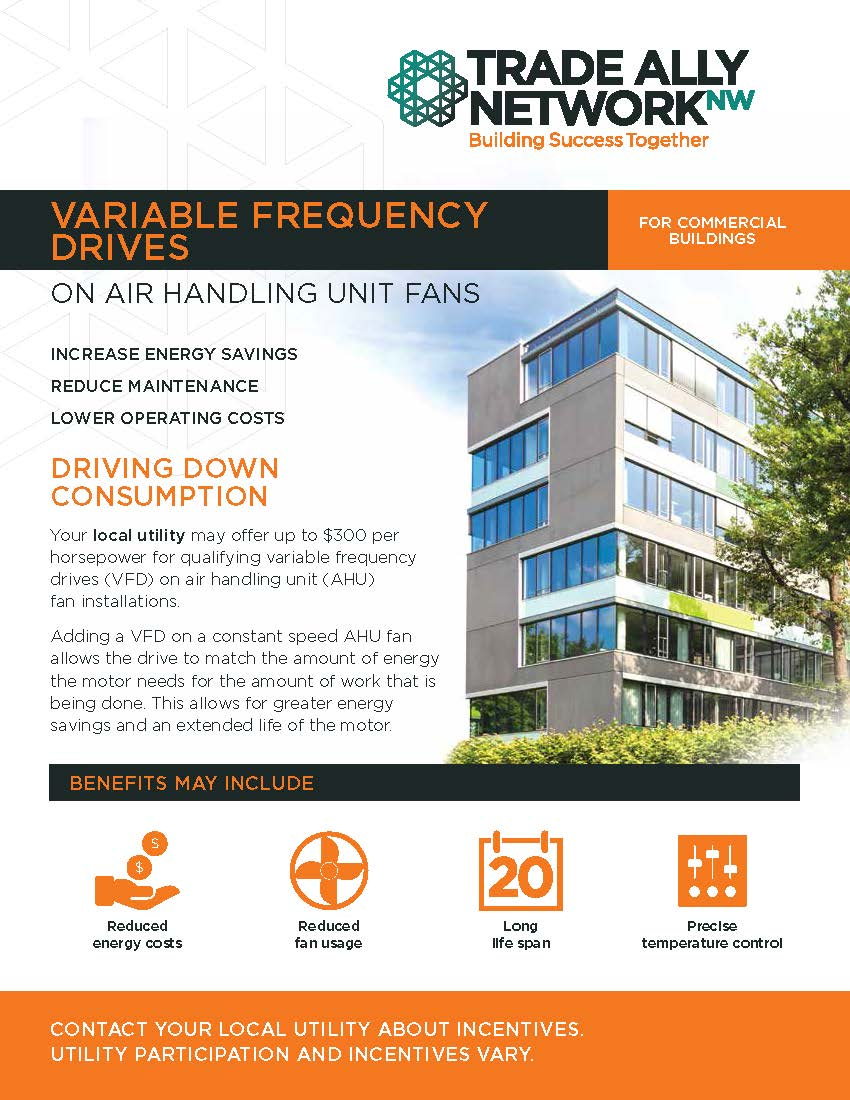 TRADE ALLY
NETWORKNW
Building Success Together
VARIABLE FREQUENCY
DRIVES
FOR COMMERCIAL
BUILDINGS
ON AIR HANDLING UNIT FANS
INCREASE ENERGY SAVINGS
REDUCE MAINTENANCE
LOWER OPERATING COSTS
DRIVING DOWN
CONSUMPTION
Your local utility may offer up to $300 per
horsepower for qualifying variable frequency
drives (VFD) on air handling unit (AHU)
fan installations.
Adding a VFD on a constant speed AHU fan
allows the drive to match the amount of energy
the motor needs for the amount of work that is
being done. This allows for greater energy
savings and an extended life of the motor.
BENEFITS MAY INCLUDE
$
$
20
Reduced
energy costs
Reduced
fan usage
Long
life span
Precise
temperature control
CONTACT YOUR LOCAL UTILITY ABOUT INCENTIVES.
UTILITY PARTICIPATION AND INCENTIVES VARY.